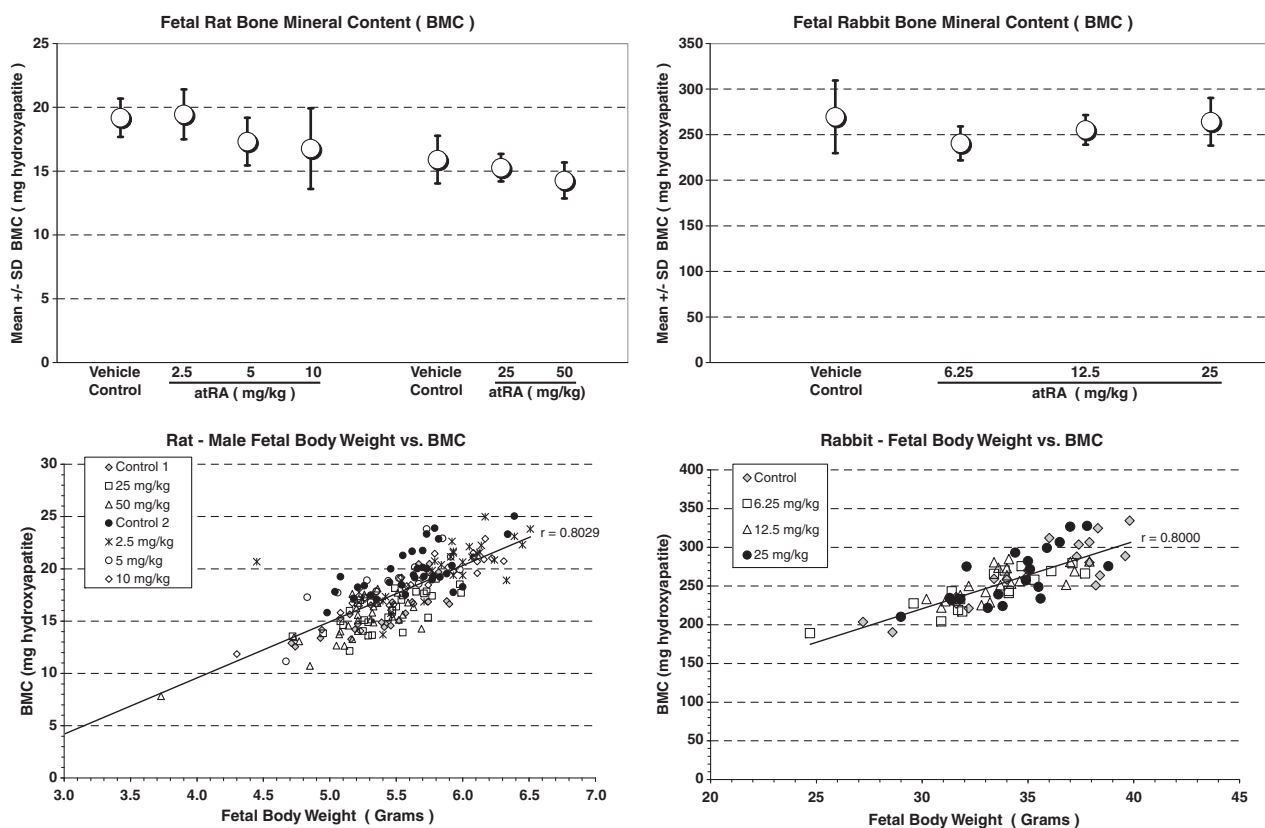 Fetal Rat Bone Mineral Content ( BMC )
Mean +/- SD BMC ( mg hydroxyapatite )
25
20
15
10
5
0
Vehicle Control
2.5
5
10
atRA ( mg/kg )
Vehicle Control
25
50
atRA ( mg/kg)
Fetal Rabbit Bone Mineral Content ( BMC )
Mean +/- SD BMC ( mg hydroxyapatite )
350
300
250
200
150
100
50
0
Vehicle
Control
6.25
12.5
25
atRA ( mg/kg )
Rat - Male Fetal Body Weight vs. BMC
BMC (mg hydroxyapatite)
30
25
20
15
10
5
0
Control 1
25 mg/kg
50 mg/kg
Control 2
2.5 mg/kg
5 mg/kg
10 mg/kg
r = 0.8029
3.0 3.5 4.0 4.5 5.0 5.5 6.0 6.5 7.0
Fetal Body Weight ( Grams )
Rabbit - Fetal Body Weight vs. BMC
BMC (mg hydroxyapatite)
400
350
300
250
200
150
100
50
0
Control
6.25 mg/kg
12.5 mg/kg
25 mg/kg
r = 0.8000
20 25 30 35 40 45
Fetal Body Weight ( Grams )